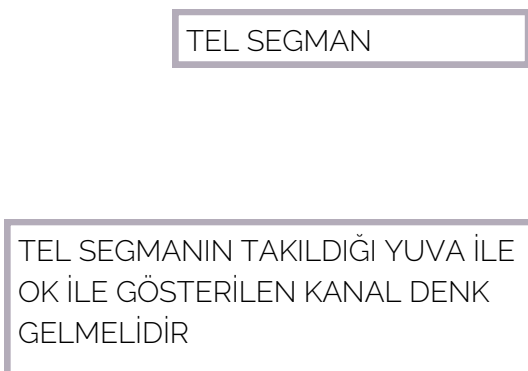 TEL SEGMAN
TEL SEGMANIN TAKILDIĞI YUVA İLE
OK İLE GÖSTERİLEN KANAL DENK
GELMELİDİR